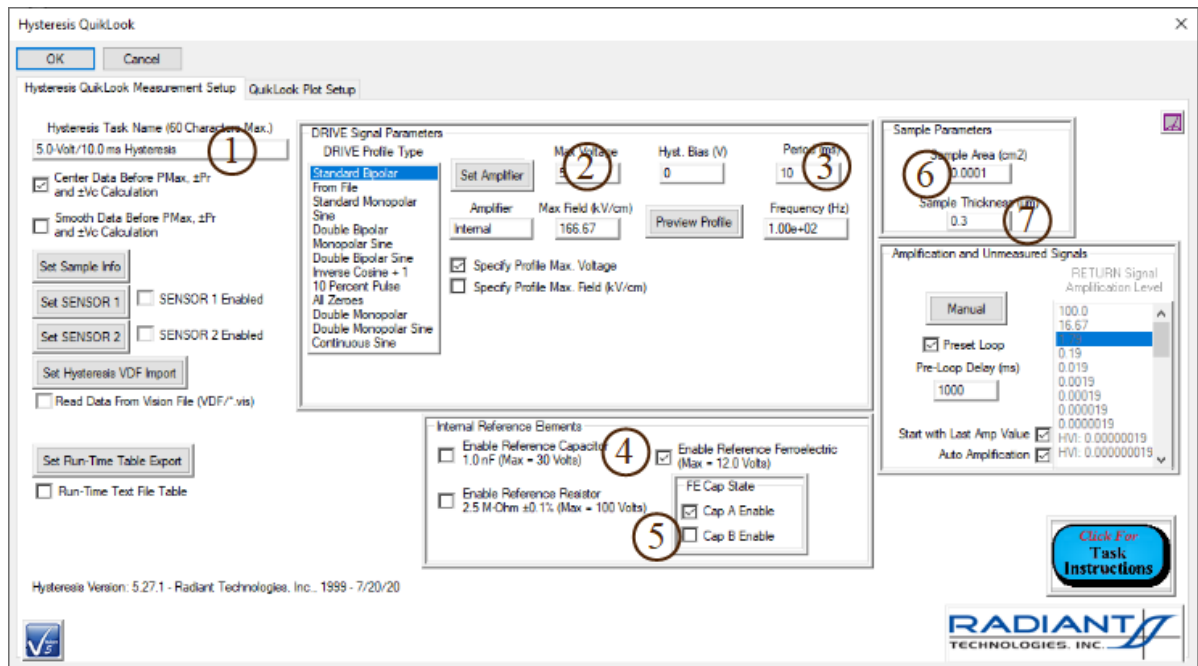 Hysteresis QuikLook
OK Cancel
Hysteresis QuikLook Measurement Setup QuikLook Plot Setup
Hysteresis Task Name (60 Characters Max.)
5.0-Volt/10.0 ms Hysteresis
1
Center Data Before PMax, ±Pr
and ±Vc Calculation
Smooth Data Before PMax, ±Pr
and ±Vc Calculation
Set Sample Info
Set SENSOR 1 SENSOR 1 Enabled
Set SENSOR 2 SENSOR 2 Enabled
Set Hysteresis VDF Import
Read Data From Vision File (VDF/*.vis)
Set Run-Time Table Export
Run-Time Text File Table
Hysteresis Version: 5.27.1 - Radiant Technologies, Inc., 1999 - 7/20/20
DRIVE Signal Parameters
DRIVE Profile Type
Standard Bipolar
From File
Standard Monopolar
Sine
Double Bipolar
Monopolar Sine
Double Bipolar Sine
Inverse Cosine + 1
10 Percent Pulse
All Zeroes
Double Monopolar
Double Monopolar Sine
Continuous Sine
Set Amplifier
Amplifier
Internal
Max Voltage
5
2
Max Field (kV/cm)
166.67
Hyst. Bias (V)
0
Preview Profile
Period (ms)
10
3
Frequency (Hz)
1.00e+02
Specify Profile Max. Voltage
Specify Profile Max. Field (kV/cm)
Internal Reference Elements
Enable Reference Capacitor
1.0 nF (Max = 30 Volts)
4
Enable Reference Ferroelectric
(Max = 12.0 Volts)
Enable Reference Resistor
2.5 M-Ohm ±0.1% (Max = 100 Volts)
FE Cap State
Cap A Enable
Cap B Enable
5
Sample Parameters
Sample Area (cm2)
6
0.0001
Sample Thickness
0.3
7
Amplification and Unmeasured Signals
RETURN Signal
Amplification Level
Manual
Preset Loop
Pre-Loop Delay (ms)
1000
Start with Last Amp Value
Auto Amplification
100.0
16.67
0.19
0.019
0.0019
0.00019
0.000019
0.0000019
HVI: 0.00000019
HVI: 0.000000019
Click For
Task
Instructions
RADIANT
TECHNOLOGIES, INC.